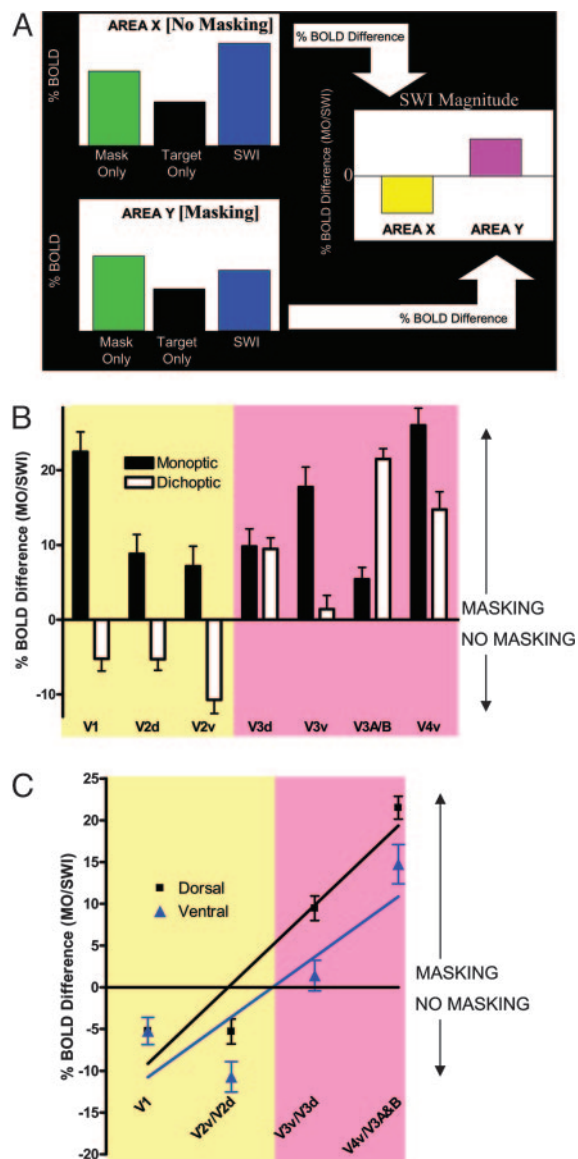 A
AREA X [No Masking]
% BOLD
Mask Only
Target Only
SWI
% BOLD Difference
SWI Magnitude
% BOLD Difference (MO/SWI)
0
AREA X
AREA Y
AREA Y [Masking]
% BOLD
Mask Only
Target Only
SWI
% BOLD Difference
B
% BOLD Difference (MO/SWI)
20
10
0
-10
Monoptic
Dichoptic
V1
V2d
V2v
V3d
V3v
V3A/B
V4v
MASKING
NO MASKING
C
% BOLD Difference (MO/SWI)
25
20
15
10
5
0
-5
-10
-15
-20
Dorsal
Ventral
V1
V2v/V2d
V3v/V3d
V4v/V3A&B
MASKING
NO MASKING